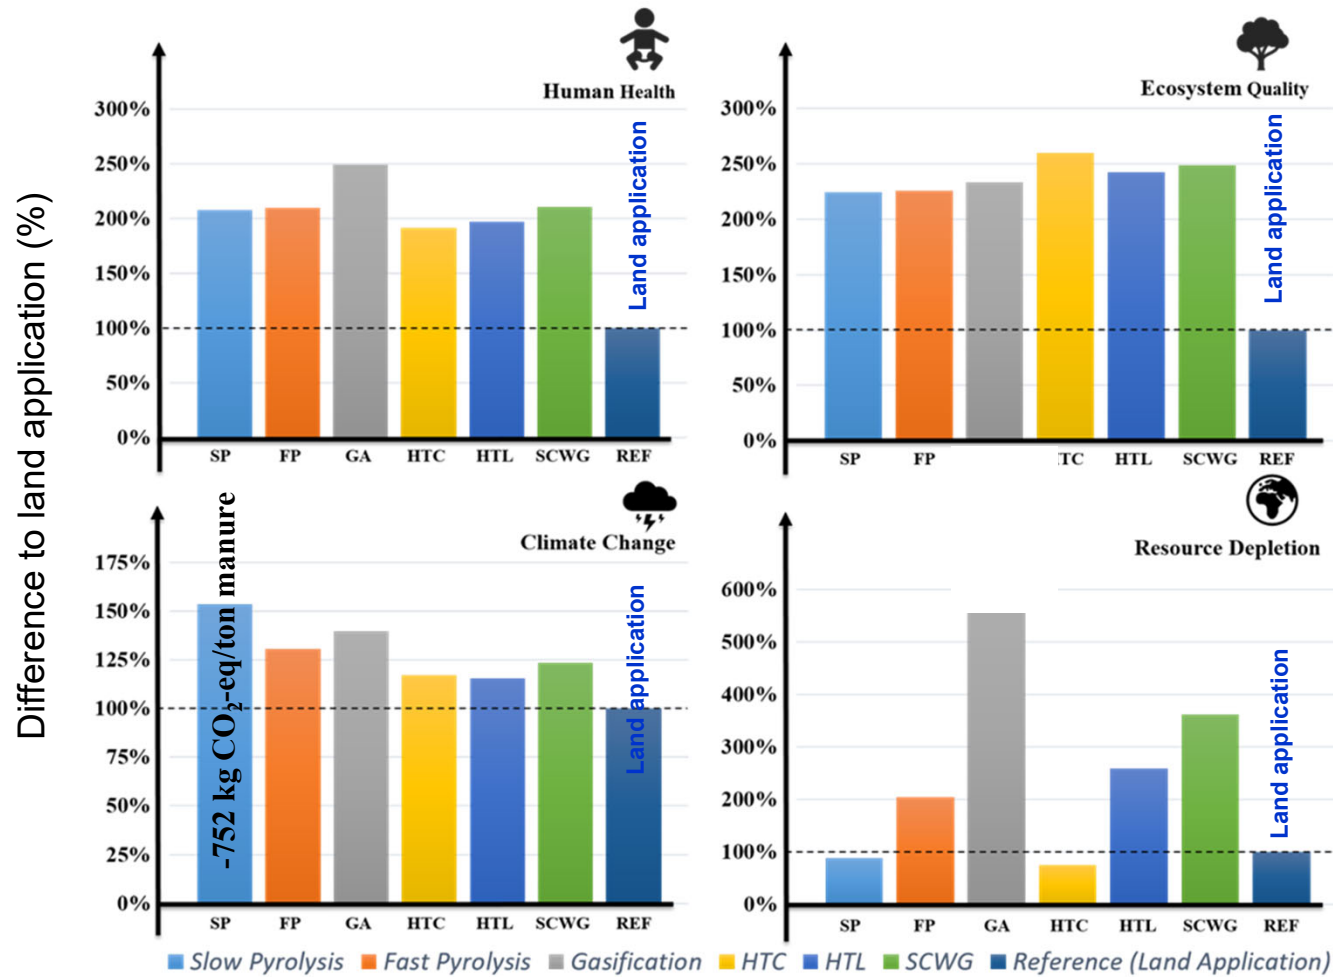 Difference to land application (%)
Human Health
300%
250%
200%
150%
100%
50%
0%
Land application
SP FP GA HTC HTL SCWG REF
Ecosystem Quality
300%
250%
200%
150%
100%
50%
0%
Land application
SP FP TC HTL SCWG REF
Climate Change
175%
150%
125%
100%
75%
50%
25%
0%
-752 kg CO₂-eq/ton manure
Land application
SP FP GA HTC HTL SCWG REF
Resource Depletion
600%
500%
400%
300%
200%
100%
0%
Land application
SP FP GA HTC HTL SCWG REF
Slow Pyrolysis Fast Pyrolysis Gasification HTC HTL SCWG Reference (Land Application)